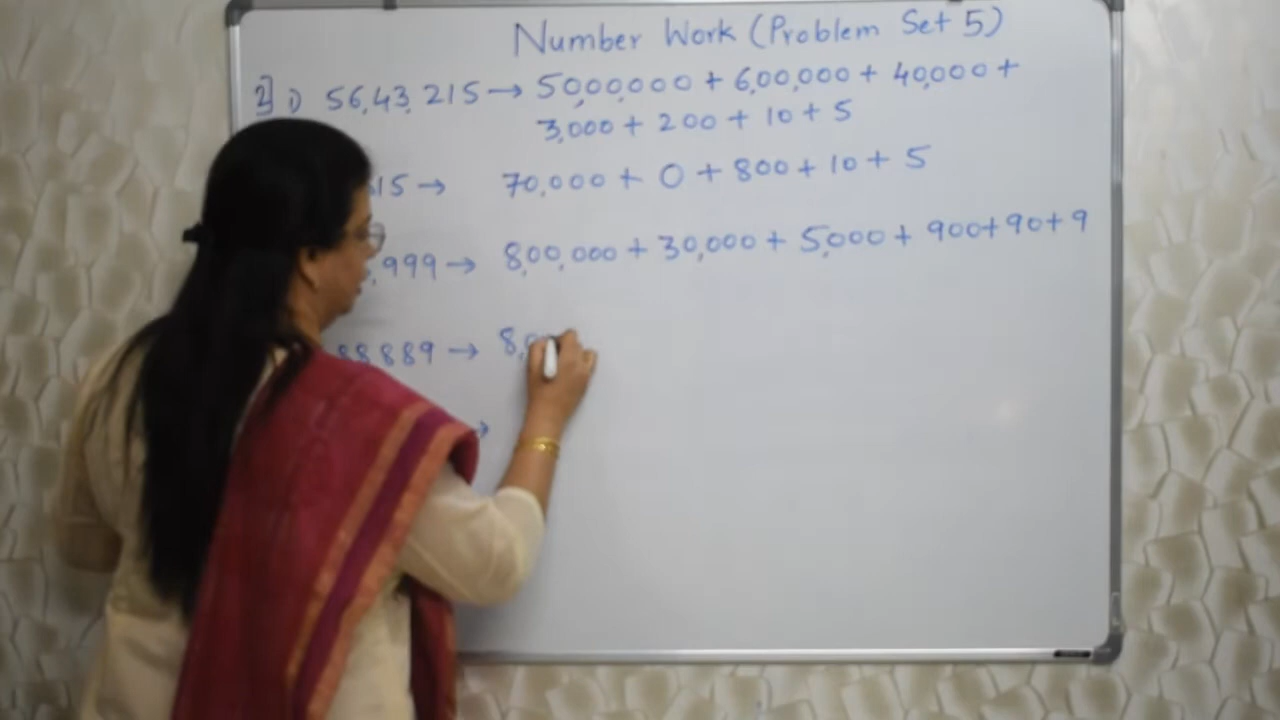 Number Work (Problem Set 5)
2] 1) 56,43,215 → 50,00,000 + 6,00,000 + 40,000 +
3,000 + 200 + 10 + 5
15 → 70,000 + 0 + 800 + 10 + 5
,999 → 8,00,000 + 30,000 + 5,000 + 900+90+9
88889 → 8,0
→